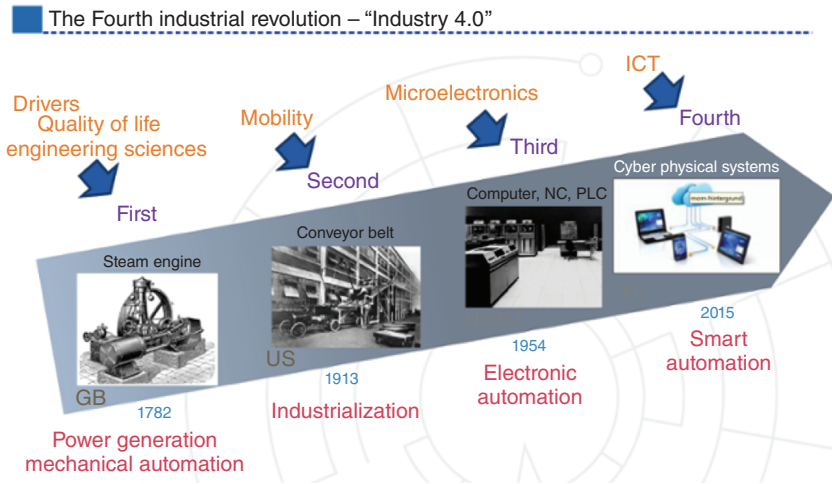 The Fourth industrial revolution – “Industry 4.0”
Drivers
Quality of life
engineering sciences
Mobility
Microelectronics
ICT
First
Second
Third
Fourth
Steam engine
Conveyor belt
Computer, NC, PLC
Cyber physical systems
GB
US
1782
1913
1954
2015
Power generation
mechanical automation
Industrialization
Electronic
automation
Smart
automation